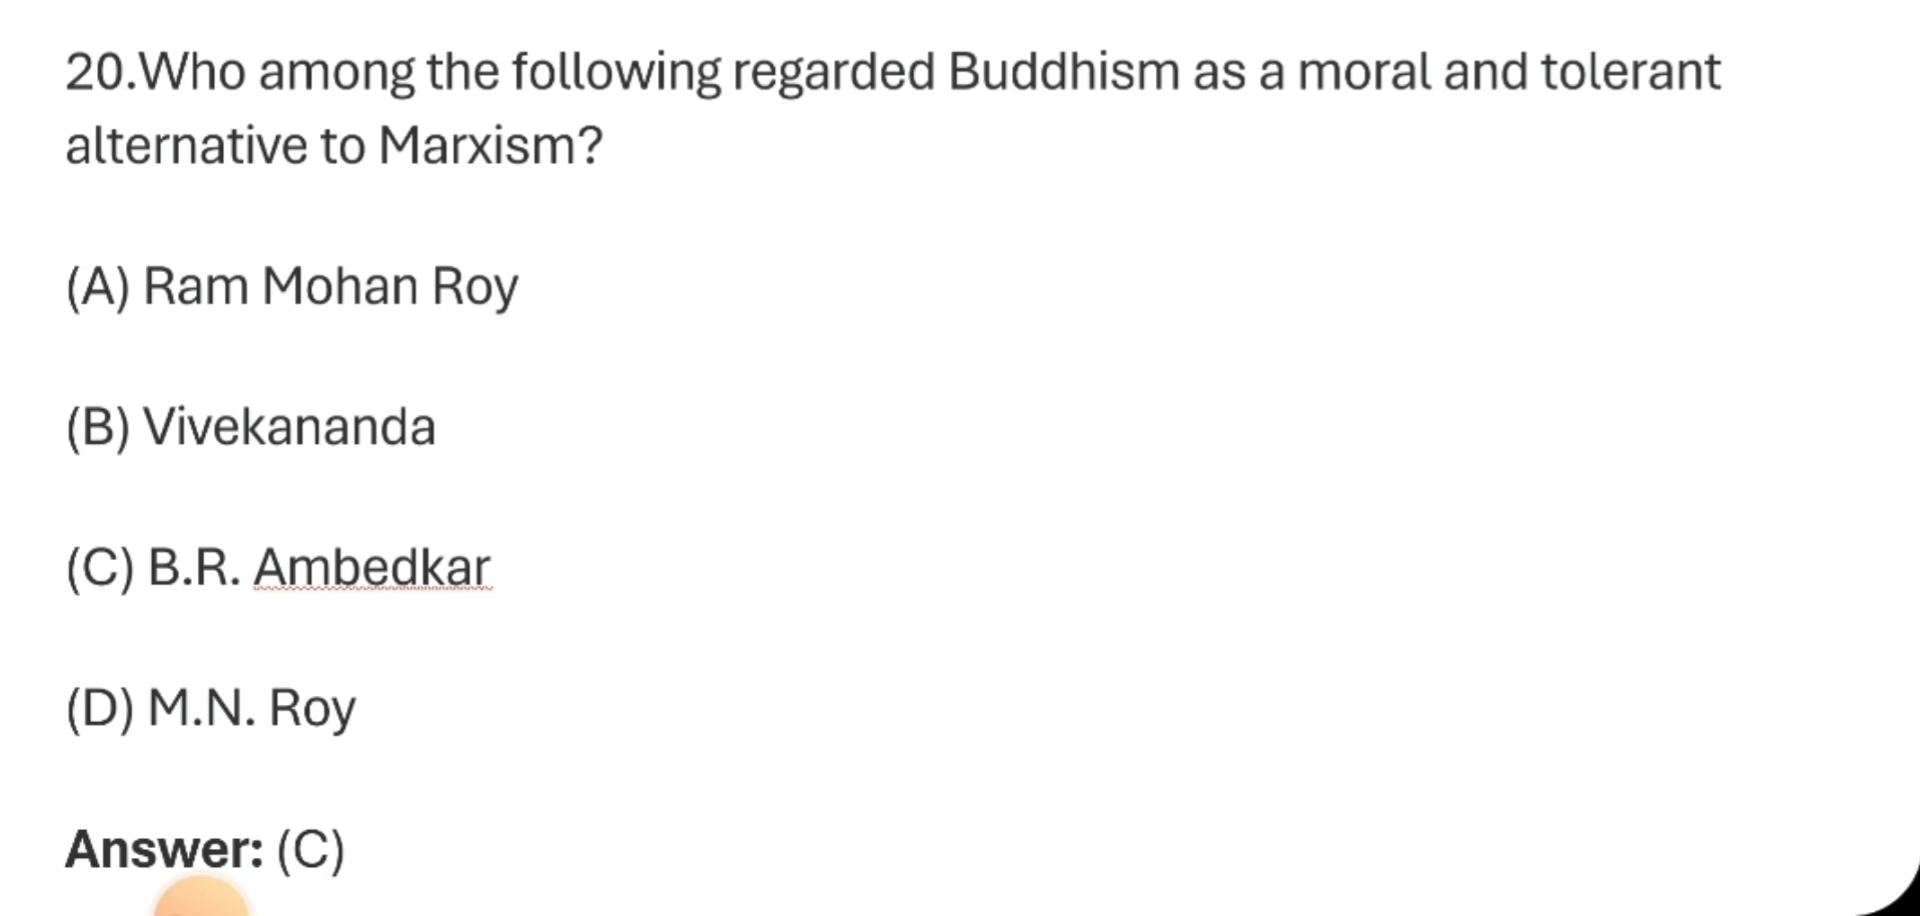 20.Who among the following regarded Buddhism as a moral and tolerant
alternative to Marxism?
(A) Ram Mohan Roy
(B) Vivekananda
(C) B.R. Ambedkar
(D) M.N. Roy
Answer: (C)